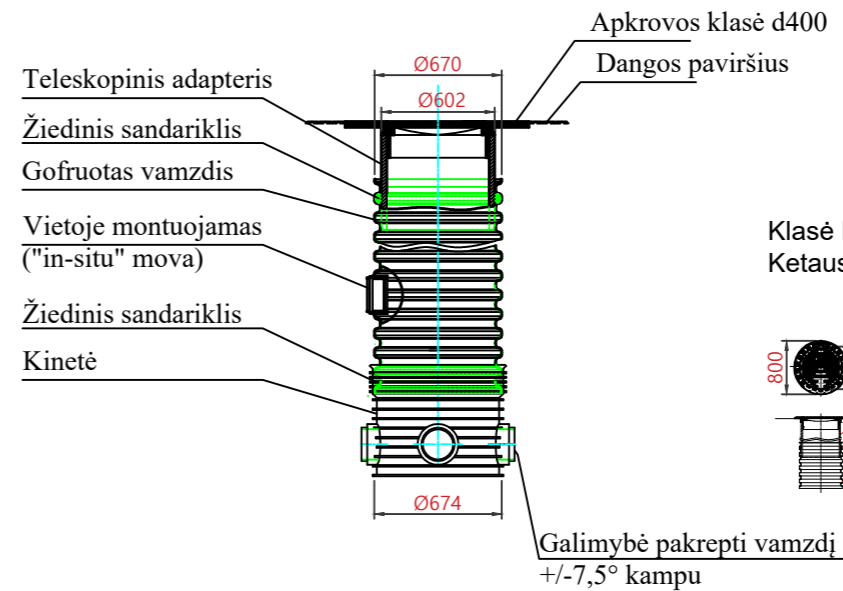 Apkrovos klasė d400
Dangos paviršius
Ø670
Ø602
Teleskopinis adapteris
Žiedinis sandariklis
Gofruotas vamzdis
Vietoje montuojamas
("in-situ" mova)
Žiedinis sandariklis
Kinetė
Ø674
Galimybė pakrepti vamzdį
+/-7,5° kampu
Klasė
Ketaus
800